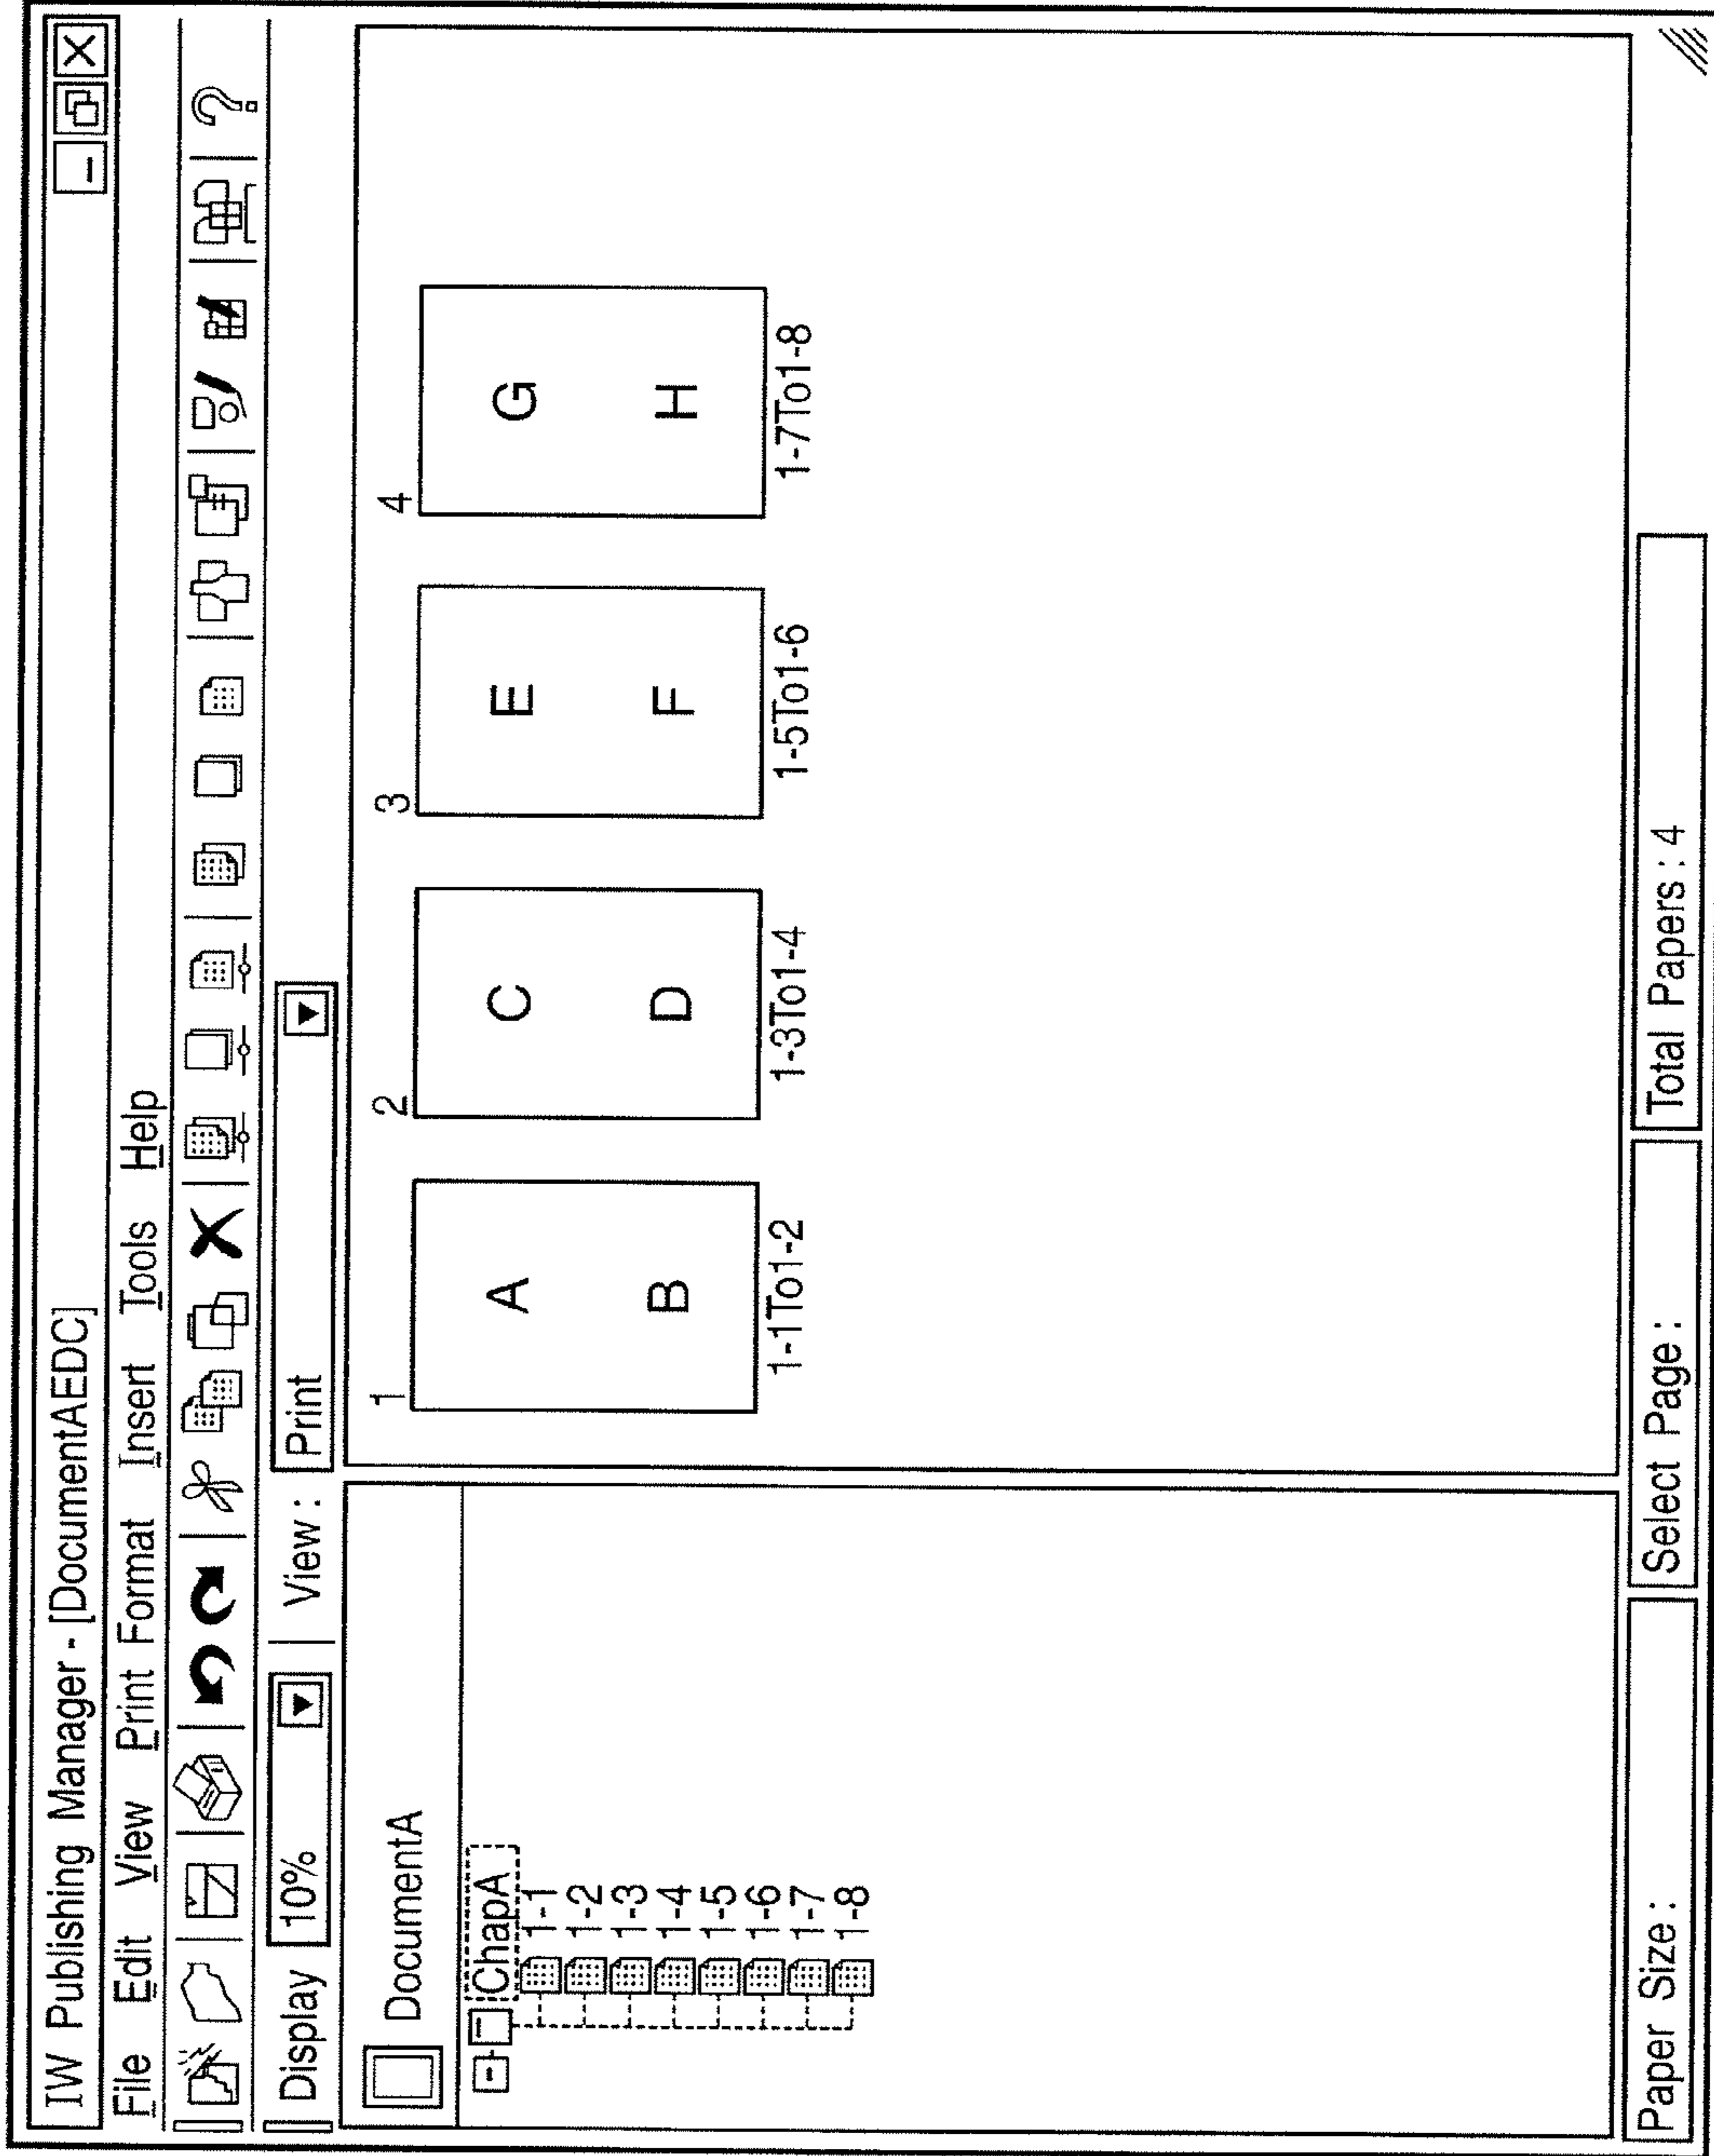 IW Publishing Manager - [DocumentAEDC]
File Edit View Print Format Insert Tools Help
?
Display 10% View : Print
DocumentA
ChapA
1-1
1-2
1-3
1-4
1-5
1-6
1-7
1-8
1 2 3 4
A C E G
B D F H
1-1To1-2 1-3To1-4 1-5To1-6 1-7To1-8
Paper Size : Select Page : Total Papers : 4